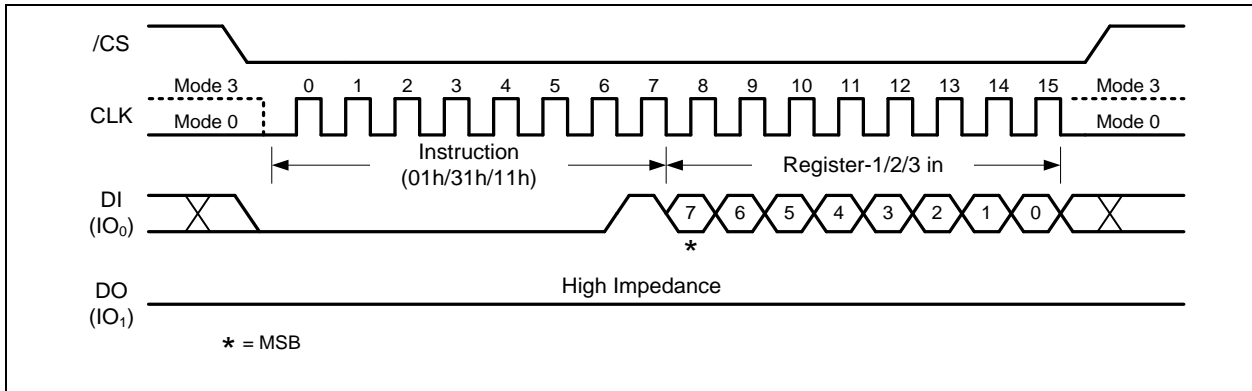 /CS
Mode 3 0 1 2 3 4 5 6 7 8 9 10 11 12 13 14 15 Mode 3
CLK
Mode 0 Mode 0
Instruction
(01h/31h/11h)
Register-1/2/3 in
DI
(IO₀)
7 6 5 4 3 2 1 0
*
High Impedance
DO
(IO₁)
* = MSB